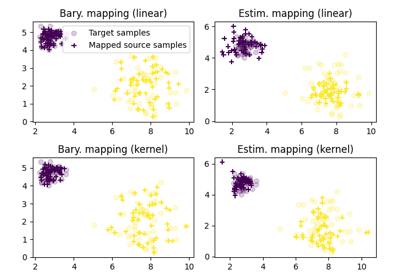 Bary. mapping (linear)
Estim. mapping (linear)
Target samples
Mapped source samples
5
4
3
2
1
0
2 4 6 8 10
6
4
2
0
2 4 6 8 10
Bary. mapping (kernel)
Estim. mapping (kernel)
5
4
3
2
1
0
2 4 6 8 10
6
4
2
0
2 4 6 8 10